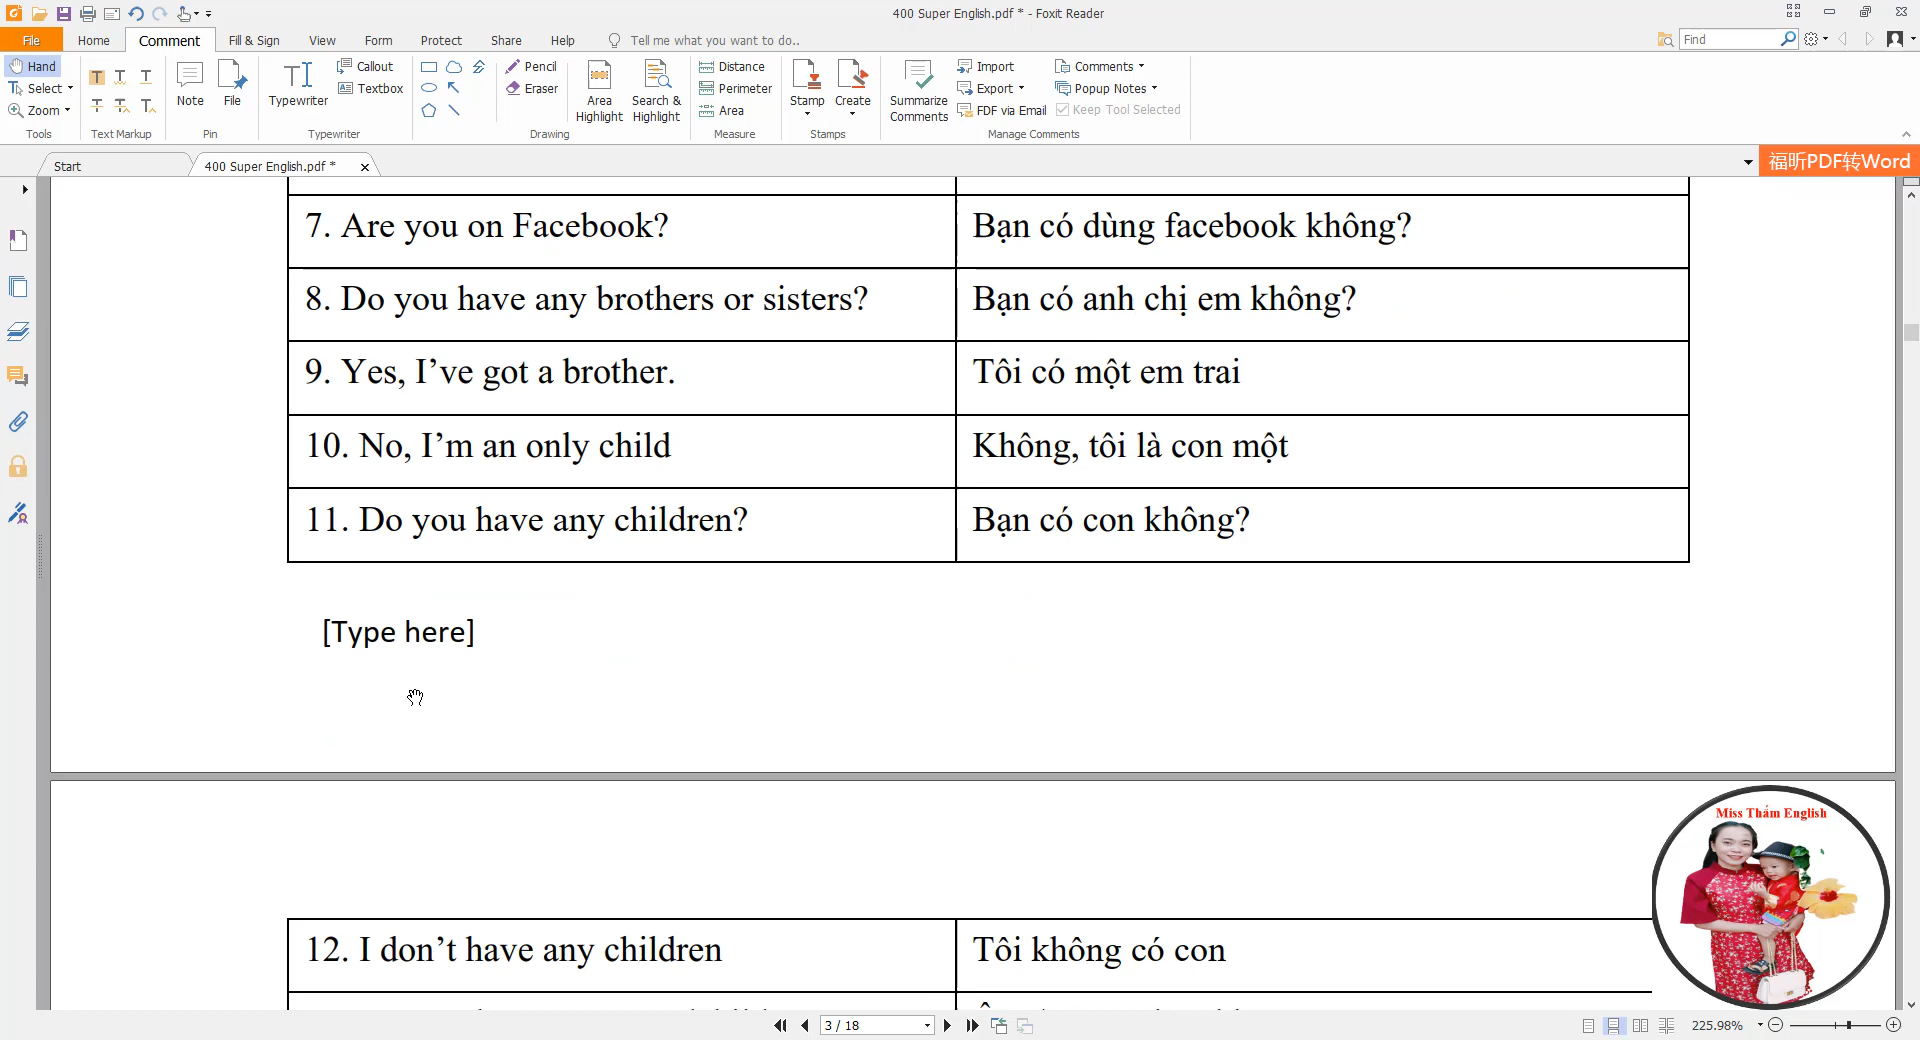 400 Super English.pdf * - Foxit Reader
File Home Comment Fill & Sign View Form Protect Share Help Tell me what you want to do.. Find
Hand
Select
Zoom
Tools
Text Markup
Note File
Pin
Typewriter
Callout
Textbox
Typewriter
Pencil
Eraser
Area Highlight
Search & Highlight
Drawing
Distance
Perimeter
Area
Measure
Stamp Create
Stamps
Summarize Comments
Import
Export
FDF via Email
Comments
Popup Notes
Keep Tool Selected
Manage Comments
Start 400 Super English.pdf * 福昕PDF转Word
7. Are you on Facebook? Bạn có dùng facebook không?
8. Do you have any brothers or sisters? Bạn có anh chị em không?
9. Yes, I’ve got a brother. Tôi có một em trai
10. No, I’m an only child Không, tôi là con một
11. Do you have any children? Bạn có con không?
[Type here]
Miss Thắm English
12. I don’t have any children Tôi không có con
3 / 18 225.98%